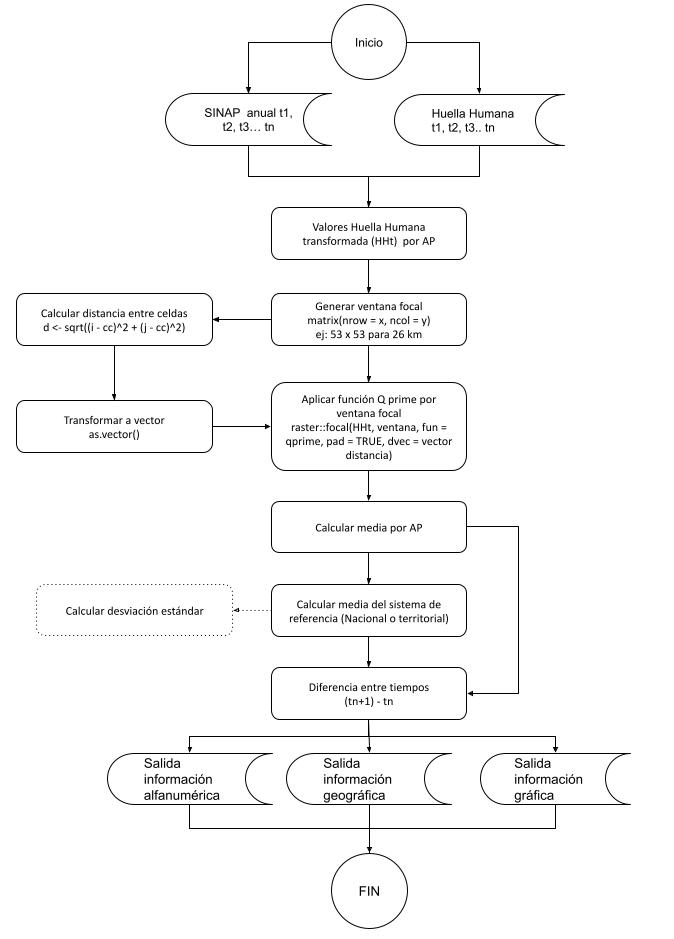 Inicio
SINAP  anual t1,
t2, t3... tn
Huella Humana
t1, t2, t3.. tn
Valores Huella Humana
transformada (HHt)  por AP
Calcular distancia entre celdas
d <- sqrt((i - cc)^2 + (j - cc)^2)
Generar ventana focal
matrix(nrow = x, ncol = y)
ej: 53 x 53 para 26 km
Transformar a vector
as.vector()
Aplicar función Q prime por
ventana focal
raster::focal(HHt, ventana, fun =
qprime, pad = TRUE, dvec = vector
distancia)
Calcular media por AP
Calcular desviación estándar
Calcular media del sistema de
referencia (Nacional o territorial)
Diferencia entre tiempos
(tn+1) - tn
Salida
información
alfanumérica
Salida
información
geográfica
Salida
información
gráfica
FIN